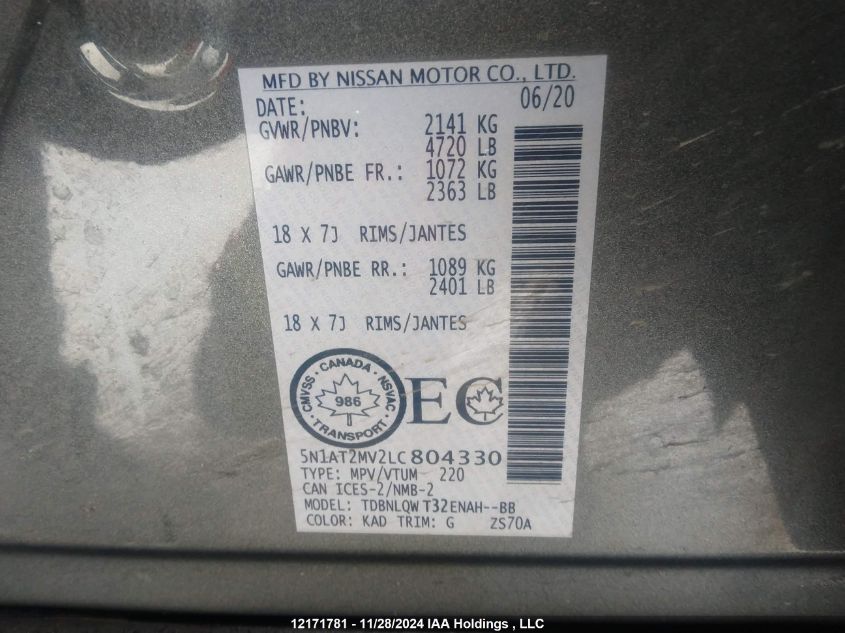 MFD BY NISSAN MOTOR CO., LTD.
DATE: 06/20
GVWR/PNBV: 2141 KG
4720 LB
GAWR/PNBE FR.: 1072 KG
2363 LB
18 X 7J RIMS/JANTES
GAWR/PNBE RR.: 1089 KG
2401 LB
18 X 7J RIMS/JANTES
CMVSS · CANADA · NSVAC
986
· TRANSPORT ·
EC
5N1AT2MV2LC804330
TYPE: MPV/VTUM 220
CAN ICES-2/NMB-2
MODEL: TDBNLQW T32ENAH--BB
COLOR: KAD TRIM: G ZS70A
12171781 - 11/28/2024 IAA Holdings , LLC